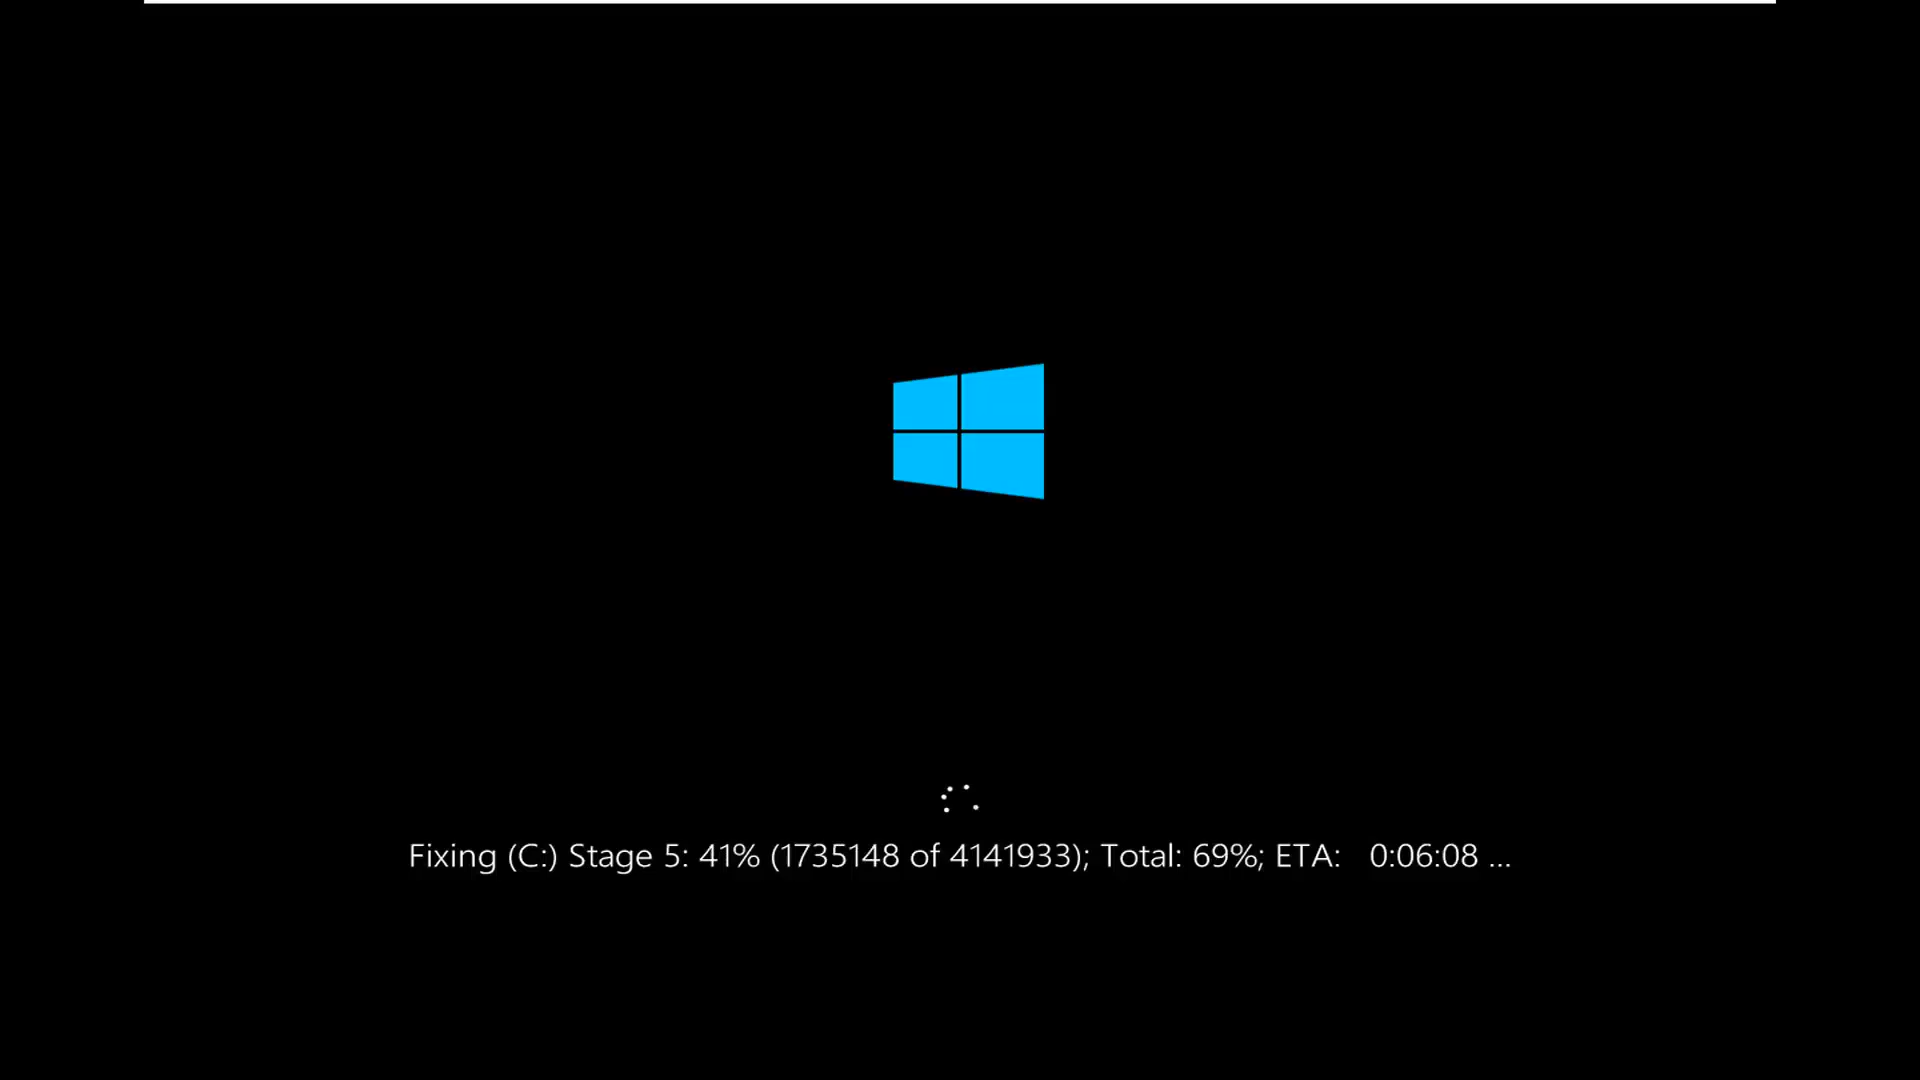 Fixing (C:) Stage 5: 41% (1735148 of 4141933); Total: 69%; ETA:   0:06:08 ...